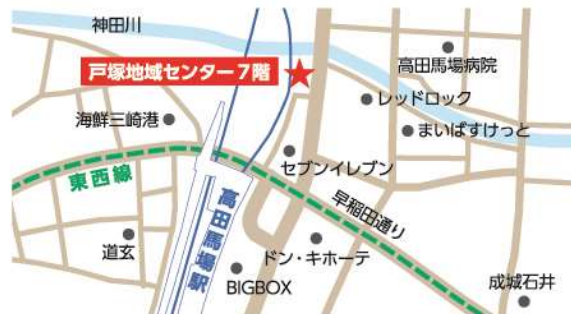 神田川
戸塚地域センター7階
高田馬場病院
レッドロック
海鮮三崎港
まいばすけっと
セブンイレブン
東西線
早稲田通り
高田馬場駅
道玄
ドン・キホーテ
BIGBOX
成城石井